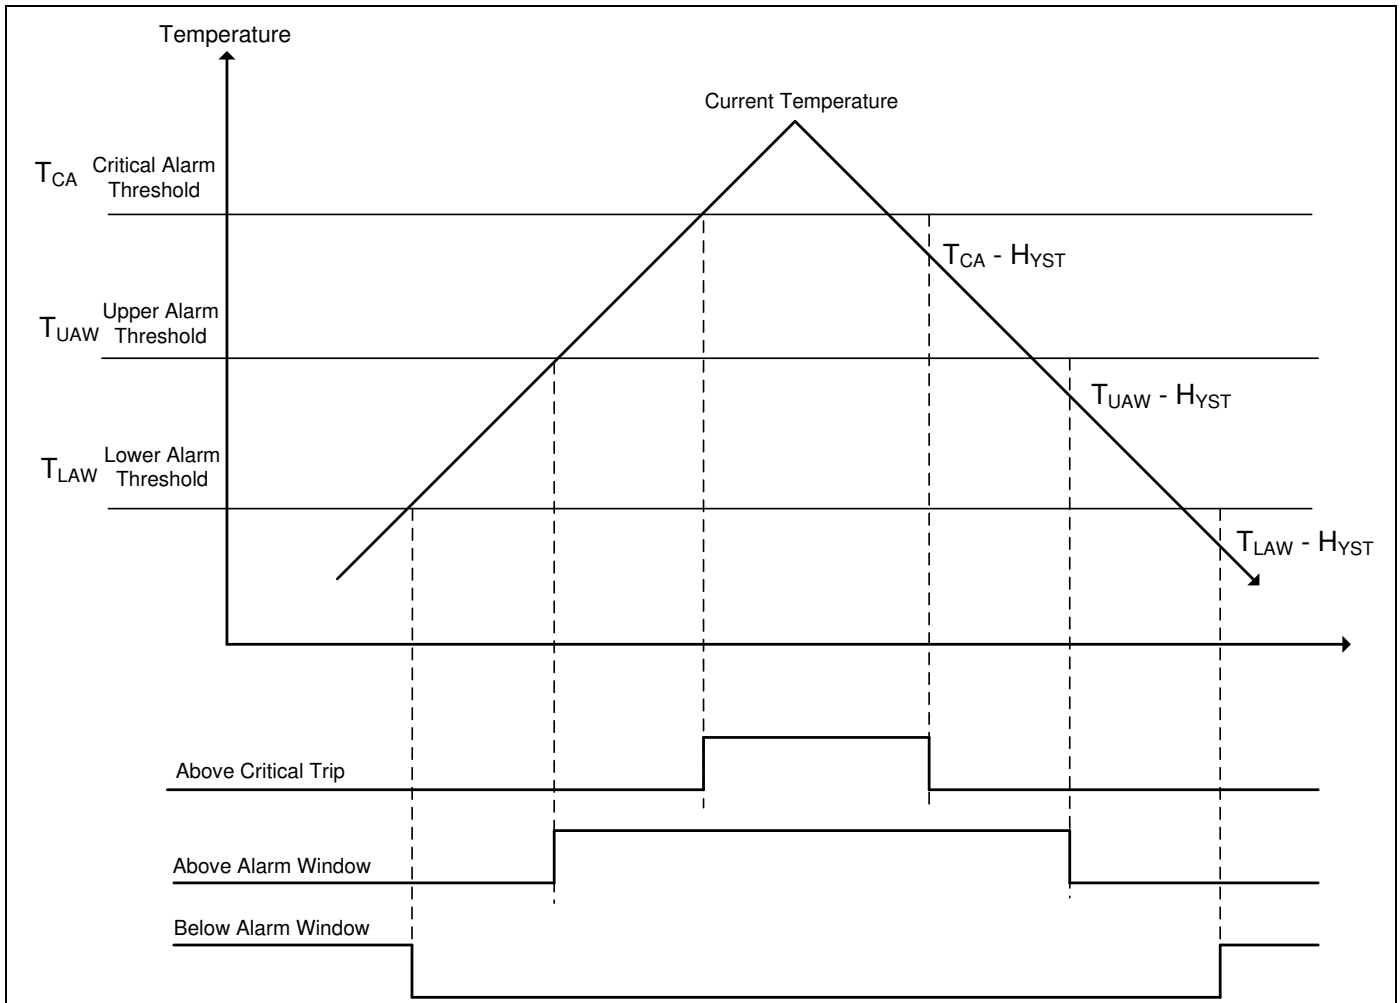 Temperature
Current Temperature
T_CA Critical Alarm
Threshold
T_CA - H_YST
T_UAW Upper Alarm
Threshold
T_UAW - H_YST
T_LAW Lower Alarm
Threshold
T_LAW - H_YST
Above Critical Trip
Above Alarm Window
Below Alarm Window